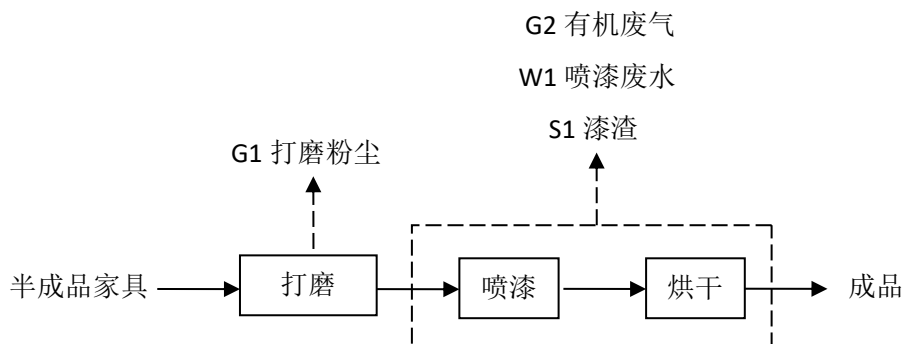 G2 有机废气
W1 喷漆废水
S1 漆渣
G1 打磨粉尘
半成品家具
打磨
喷漆
烘干
成品